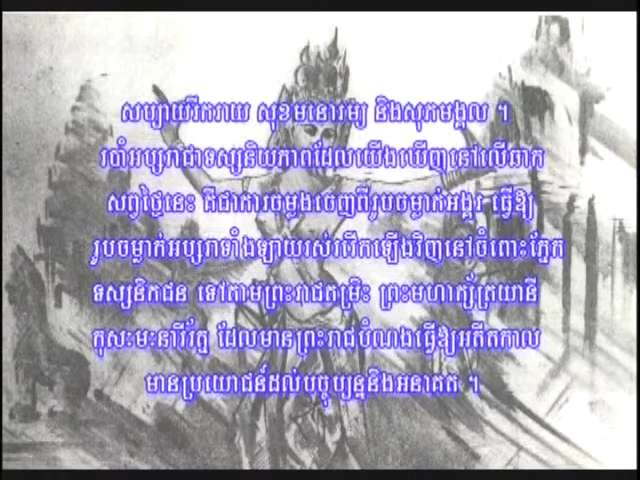 សប្បាយរីករាយ សុខមនោរម្យ និងសុភមង្គល ។
របាំអប្សរាជាទស្សនិយភាពដែលយើងឃើញនៅលើឆាក
សព្វថ្ងៃនេះ គឺជាការចម្លងចេញពីរូបចម្លាក់អង្គរ ធ្វើឱ្យ
រូបចម្លាក់អប្សរាទាំងឡាយរស់រវើកឡើងវិញនៅចំពោះភ្នែក
ទស្សនិកជន ទៅតាមព្រះរាជតម្រិះ ព្រះមហាក្សត្រយានី
កុសុមៈនារីរ័ត្ន ដែលមានព្រះរាជបំណងធ្វើឱ្យអតីតកាល
មានប្រយោជន៍ដល់បច្ចុប្បន្ននិងអនាគត ។